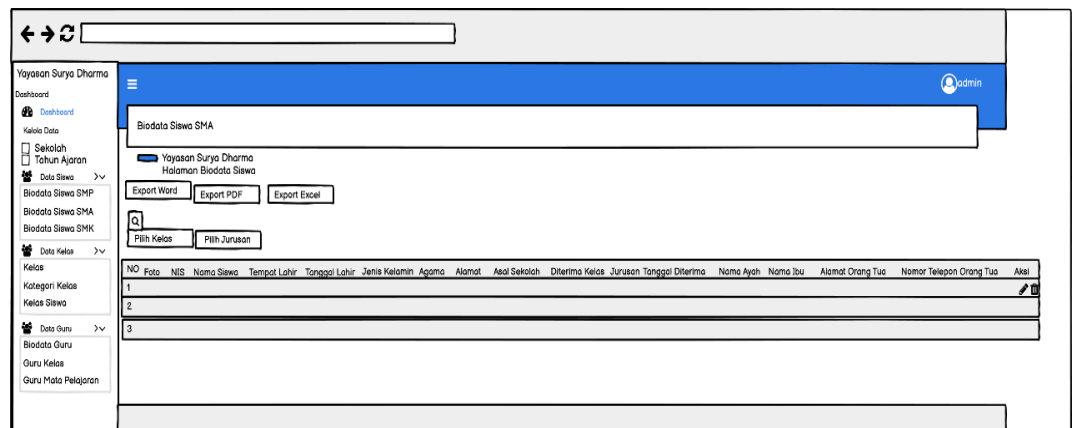 Yayasan Surya Dharma
Dashboard
Dashboard
Kelola Data
Sekolah
Tahun Ajaran
Data Siswa
Biodata Siswa SMP
Biodata Siswa SMA
Biodata Siswa SMK
Data Kelas
Kelas
Kategori Kelas
Kelas Siswa
Data Guru
Biodata Guru
Guru Kelas
Guru Mata Pelajaran
admin
Biodata Siswa SMA
Yayasan Surya Dharma
Halaman Biodata Siswa
Export Word Export PDF Export Excel
Pilih Kelas Pilih Jurusan
NO Foto NIS Nama Siswa Tempat Lahir Tanggal Lahir Jenis Kelamin Agama Alamat Asal Sekolah Diterima Kelas Jurusan Tanggal Diterima Nama Ayah Nama Ibu Alamat Orang Tua Nomor Telepon Orang Tua Aksi
1
2
3